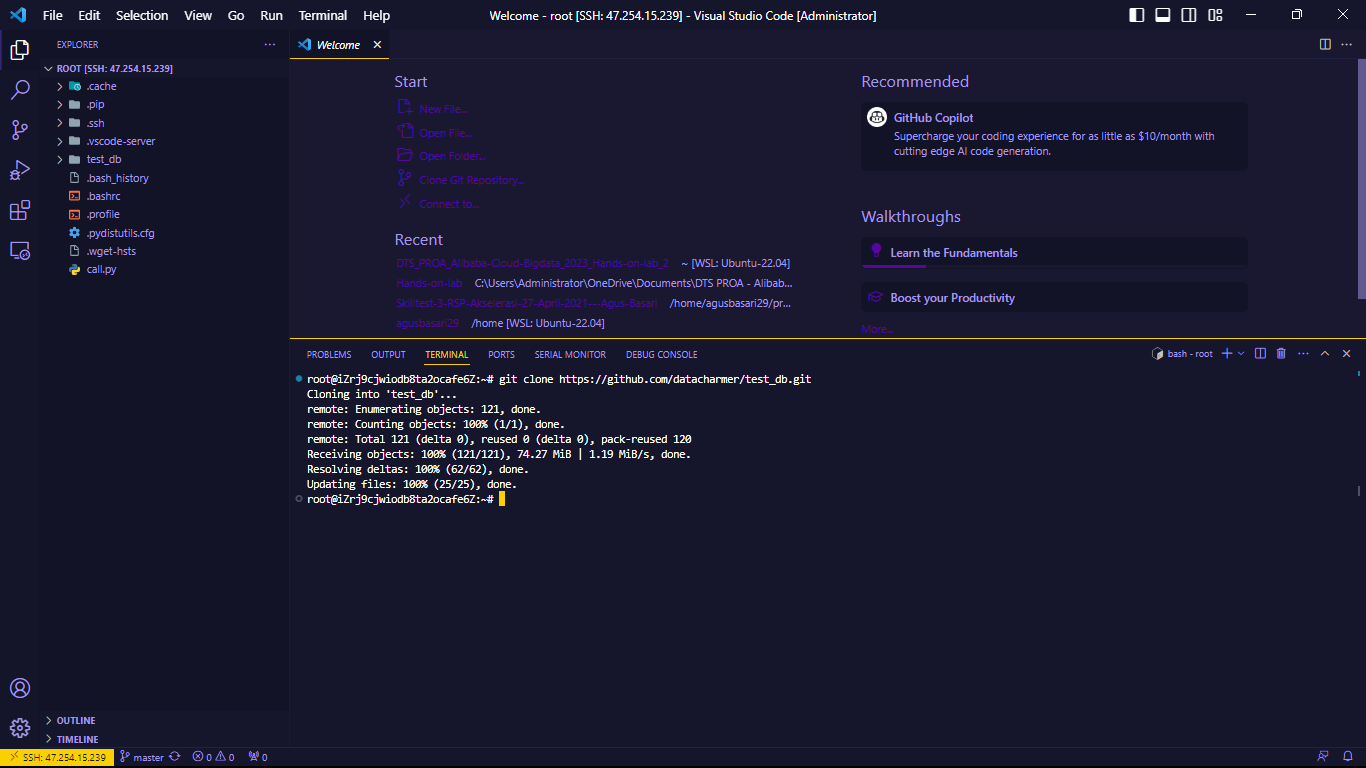 File Edit Selection View Go Run Terminal Help
Welcome - root [SSH: 47.254.15.239] - Visual Studio Code [Administrator]
EXPLORER
ROOT [SSH: 47.254.15.239]
.cache
.pip
.ssh
.vscode-server
test_db
.bash_history
.bashrc
.profile
.pydistutils.cfg
.wget-hsts
call.py
OUTLINE
TIMELINE
Welcome
Start
New File...
Open File...
Open Folder...
Clone Git Repository...
Connect to...
Recent
DTS_PROA_Alibaba-Cloud-Bigdata_2023_Hands-on-lab_2 ~ [WSL: Ubuntu-22.04]
Hands-on-lab C:\Users\Administrator\OneDrive\Documents\DTS PROA - Alibab...
Skilltest-3-RSP-Akselerasi-27-April-2021---Agus-Basari /home/agusbasari29/pr...
agusbasari29 /home [WSL: Ubuntu-22.04]
Recommended
GitHub Copilot
Supercharge your coding experience for as little as $10/month with
cutting edge AI code generation.
Walkthroughs
Learn the Fundamentals
Boost your Productivity
More...
PROBLEMS OUTPUT TERMINAL PORTS SERIAL MONITOR DEBUG CONSOLE
bash - root
root@iZrj9cjwiodb8ta2ocafe6Z:~# git clone https://github.com/datacharmer/test_db.git
Cloning into 'test_db'...
remote: Enumerating objects: 121, done.
remote: Counting objects: 100% (1/1), done.
remote: Total 121 (delta 0), reused 0 (delta 0), pack-reused 120
Receiving objects: 100% (121/121), 74.27 MiB | 1.19 MiB/s, done.
Resolving deltas: 100% (62/62), done.
Updating files: 100% (25/25), done.
root@iZrj9cjwiodb8ta2ocafe6Z:~#
SSH: 47.254.15.239 master 0 0 0